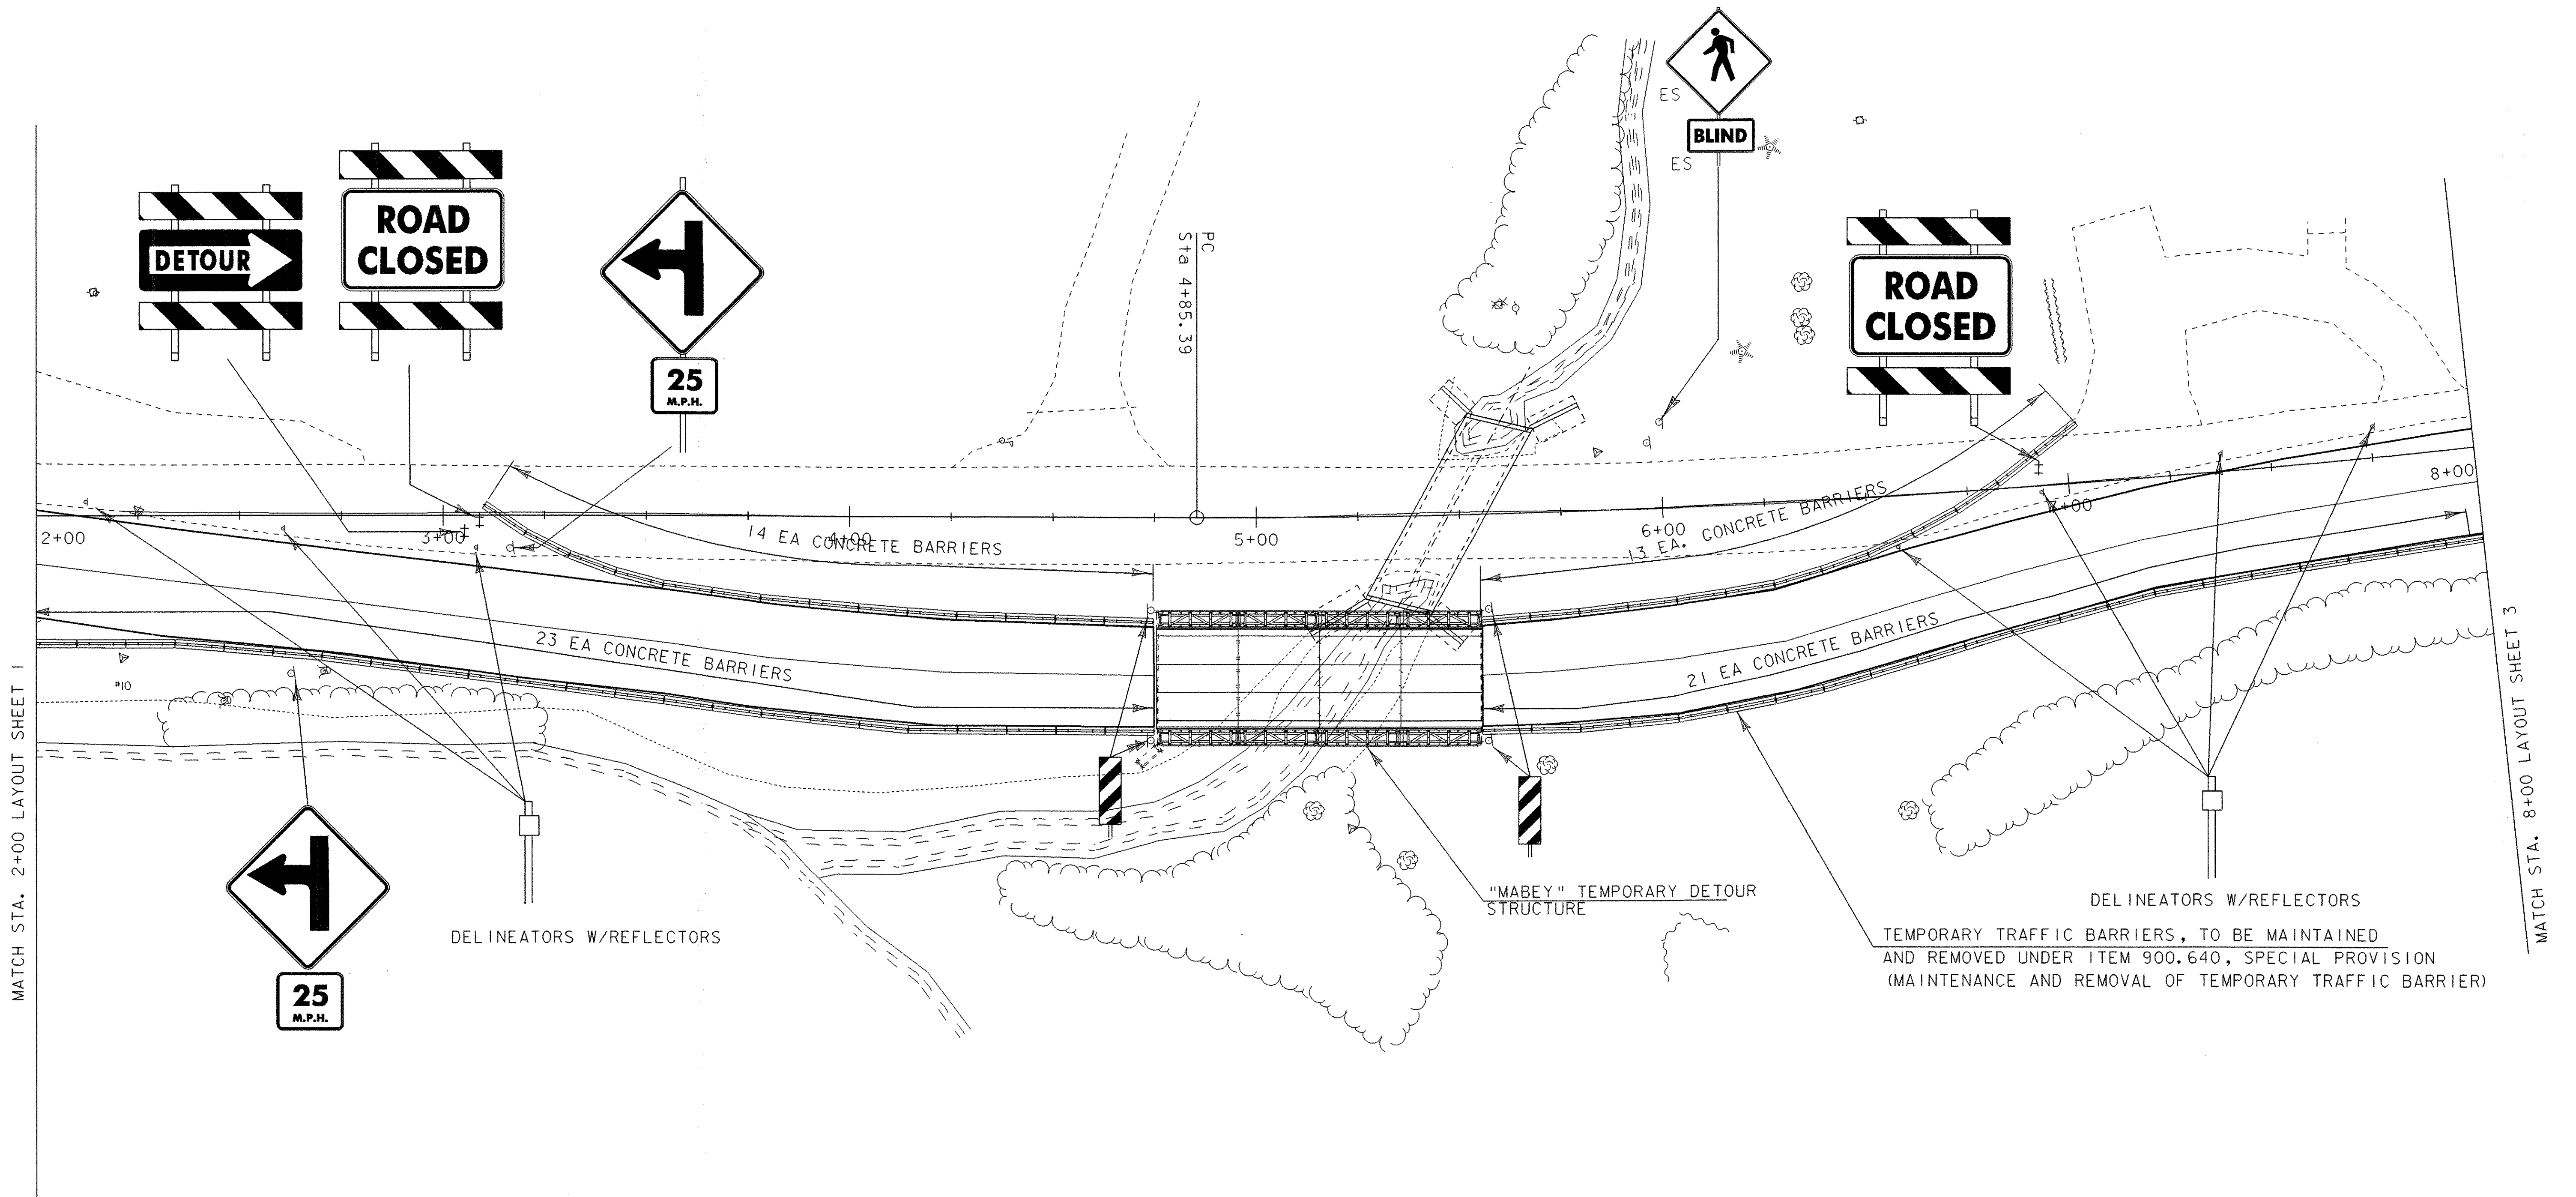 BLIND
ES
ES
ROAD
CLOSED
DETOUR
25
M.P.H.
PC
Sta 4+85.39
ROAD
CLOSED
2+00
3+00
4+00
5+00
6+00
7+00
8+00
14 EA CONCRETE BARRIERS
13 EA. CONCRETE BARRIERS
23 EA CONCRETE BARRIERS
21 EA CONCRETE BARRIERS
#10
MATCH STA. 2+00 LAYOUT SHEET 1
MATCH STA. 8+00 LAYOUT SHEET 3
25
M.P.H.
DELINEATORS W/REFLECTORS
"MABEY" TEMPORARY DETOUR
STRUCTURE
DELINEATORS W/REFLECTORS
TEMPORARY TRAFFIC BARRIERS, TO BE MAINTAINED
AND REMOVED UNDER ITEM 900.640, SPECIAL PROVISION
(MAINTENANCE AND REMOVAL OF TEMPORARY TRAFFIC BARRIER)